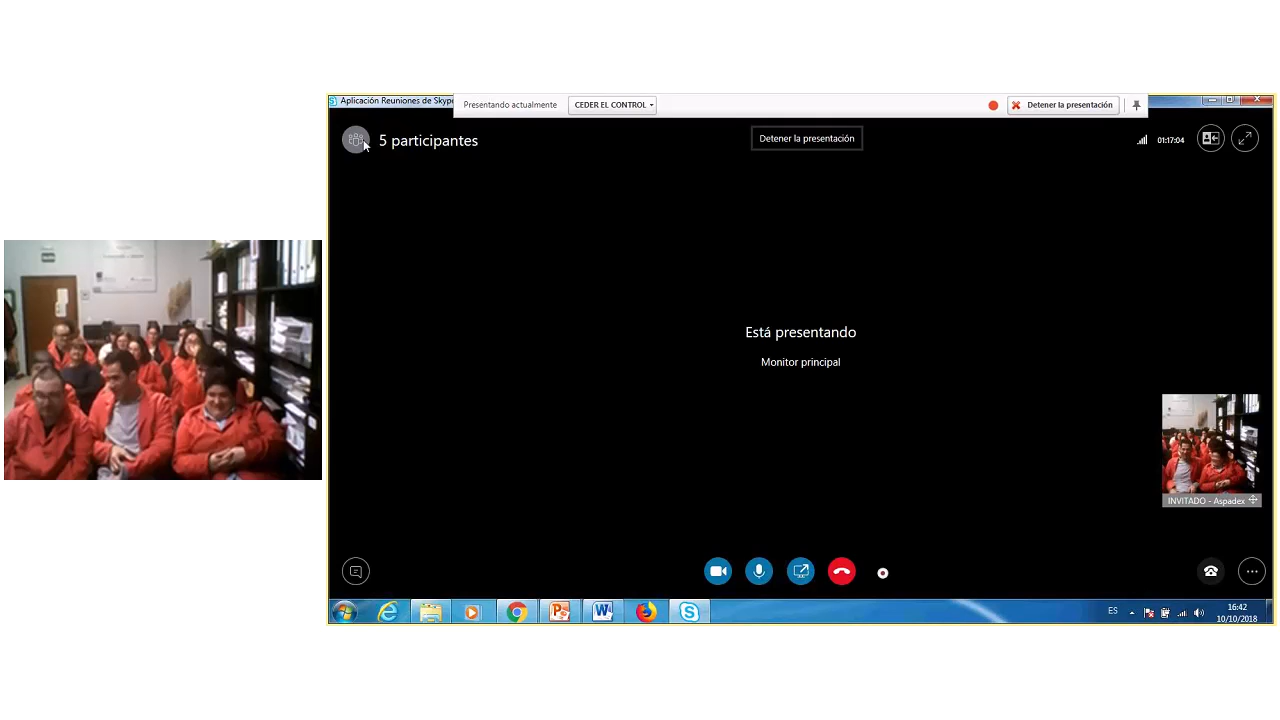 Aplicación Reuniones de Skype
Presentando actualmente
CEDER EL CONTROL
Detener la presentación
5 participantes
Detener la presentación
01:17:04
Está presentando
Monitor principal
INVITADO - Aspadex
ES
16:42
10/10/2018